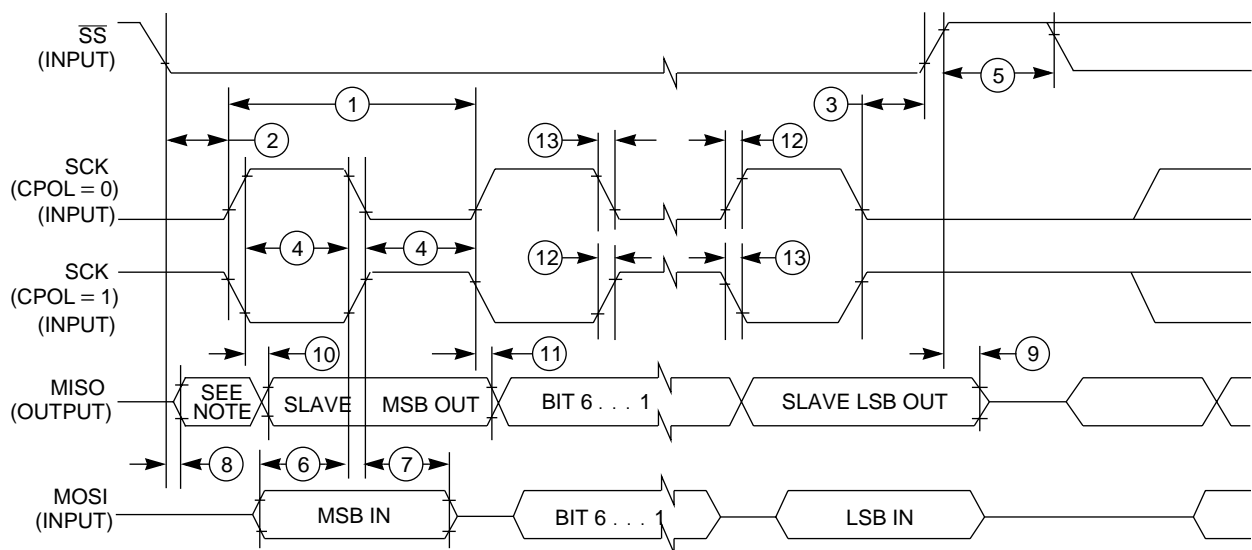 SS
(INPUT)
5
1
3
2
13
12
SCK
(CPOL = 0)
(INPUT)
4
4
12
13
SCK
(CPOL = 1)
(INPUT)
10
11
9
MISO
(OUTPUT)
SEE
NOTE
SLAVE
MSB OUT
BIT 6 . . . 1
SLAVE LSB OUT
8
6
7
MOSI
(INPUT)
MSB IN
BIT 6 . . . 1
LSB IN